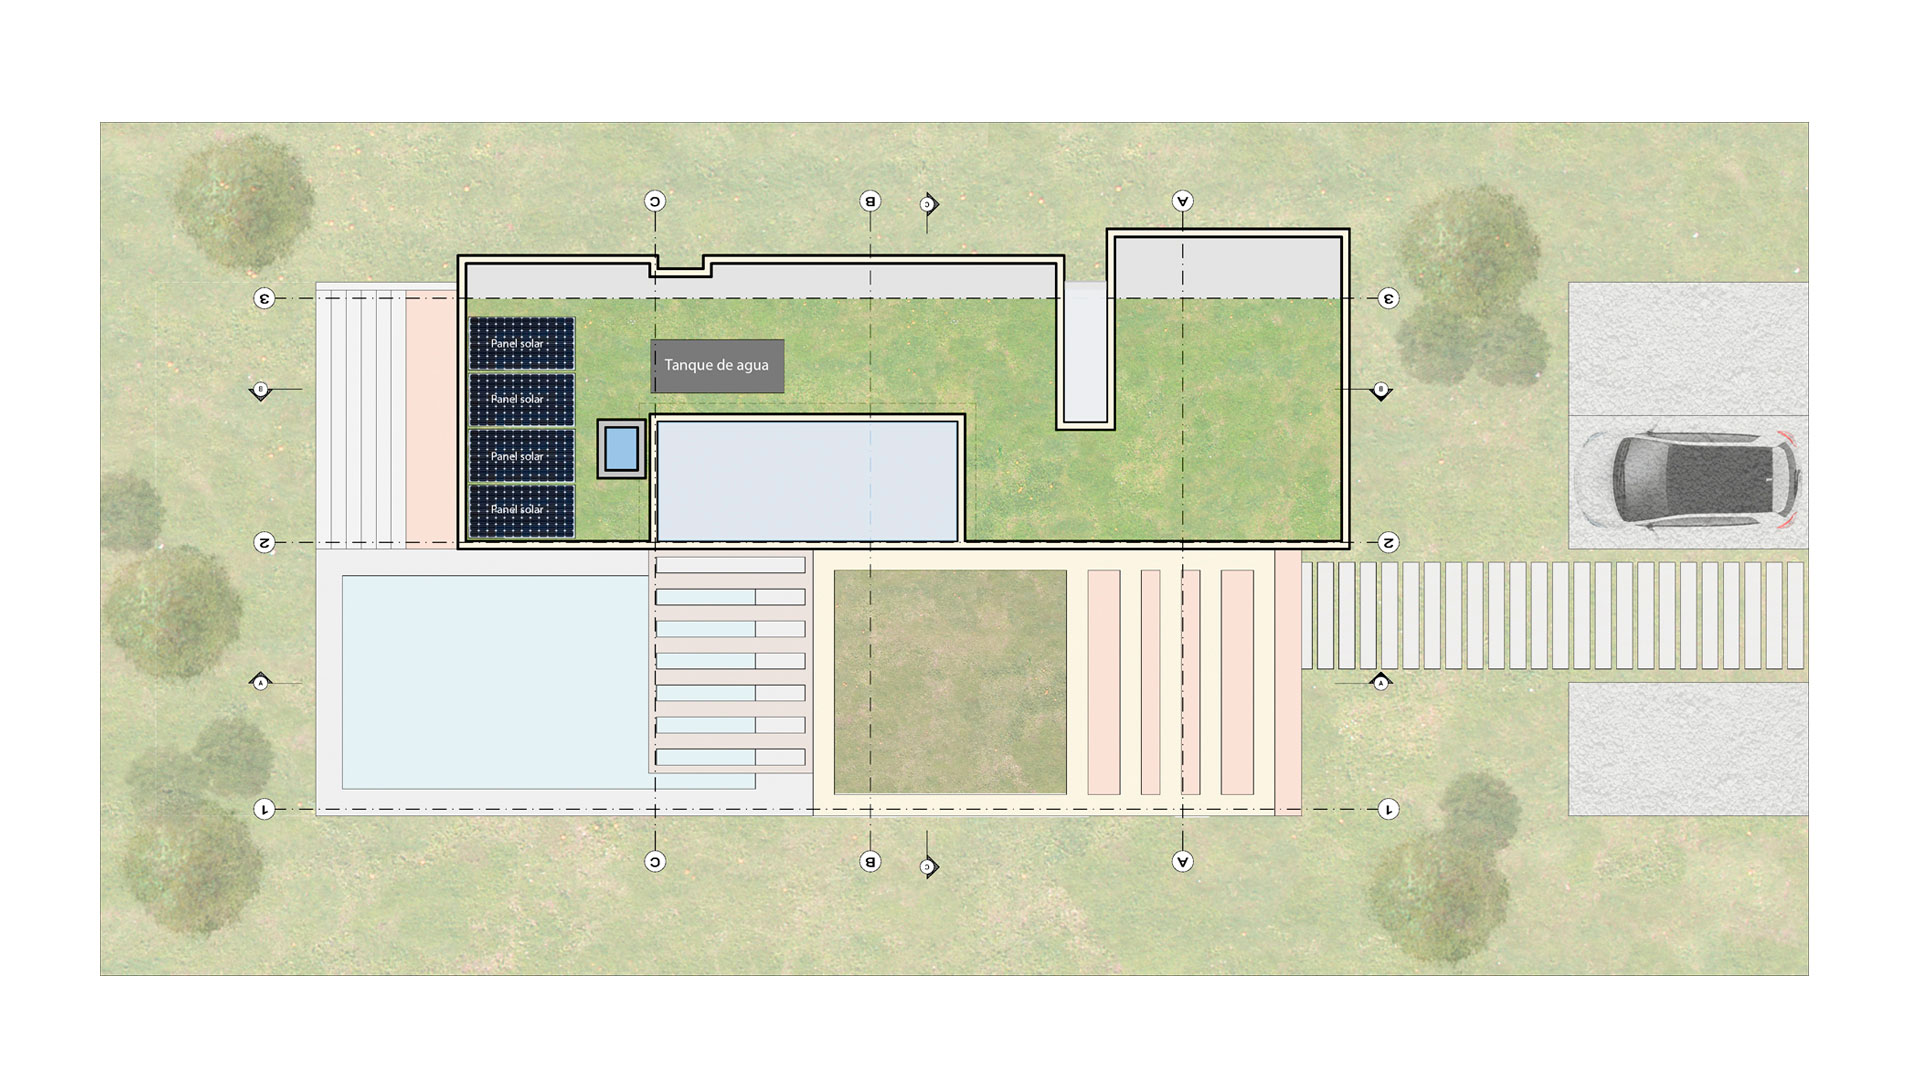 C B C A
3 3
Panel solar
Tanque de agua
B B
Panel solar
Panel solar
Panel solar
2 2
A A
1 1
C B C A